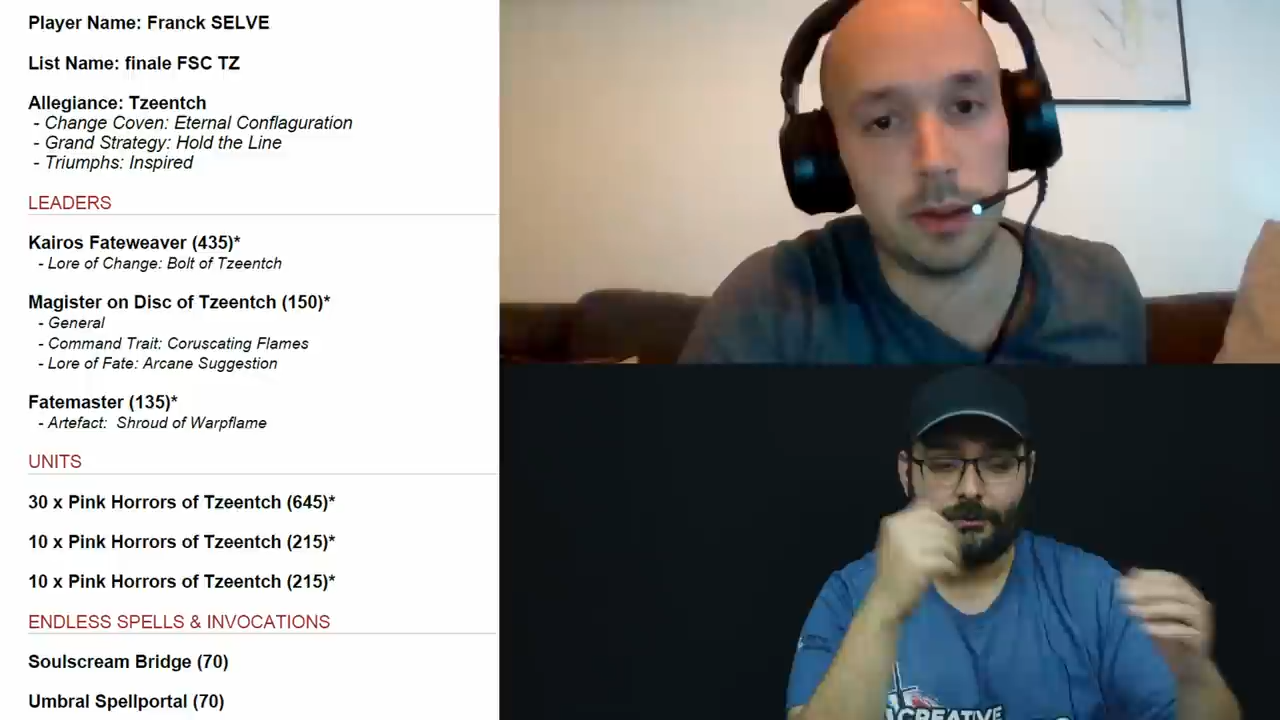 Player Name: Franck SELVE
List Name: finale FSC TZ
Allegiance: Tzeentch
- Change Coven: Eternal Conflaguration
- Grand Strategy: Hold the Line
- Triumphs: Inspired
LEADERS
Kairos Fateweaver (435)*
- Lore of Change: Bolt of Tzeentch
Magister on Disc of Tzeentch (150)*
- General
- Command Trait: Coruscating Flames
- Lore of Fate: Arcane Suggestion
Fatemaster (135)*
- Artefact: Shroud of Warpflame
UNITS
30 x Pink Horrors of Tzeentch (645)*
10 x Pink Horrors of Tzeentch (215)*
10 x Pink Horrors of Tzeentch (215)*
ENDLESS SPELLS & INVOCATIONS
Soulscream Bridge (70)
Umbral Spellportal (70)